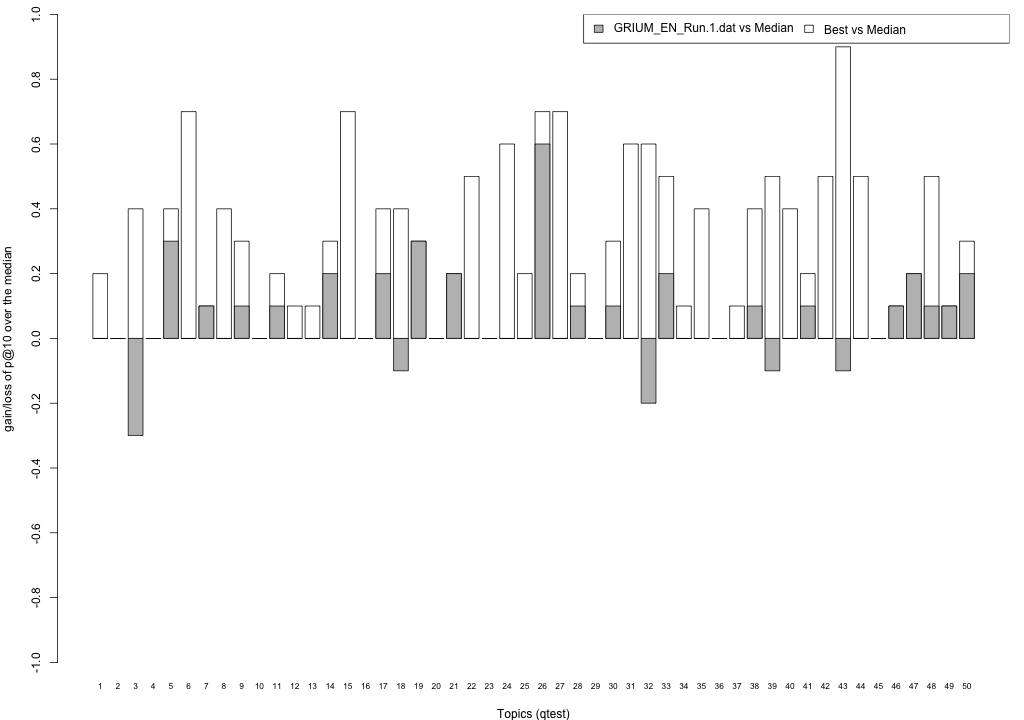 GRIUM_EN_Run.1.dat vs Median Best vs Median
1.0
0.8
0.6
0.4
0.2
0.0
-0.2
-0.4
-0.6
-0.8
-1.0
gain/loss of p@10 over the median
1 2 3 4 5 6 7 8 9 10 11 12 13 14 15 16 17 18 19 20 21 22 23 24 25 26 27 28 29 30 31 32 33 34 35 36 37 38 39 40 41 42 43 44 45 46 47 48 49 50
Topics (qtest)